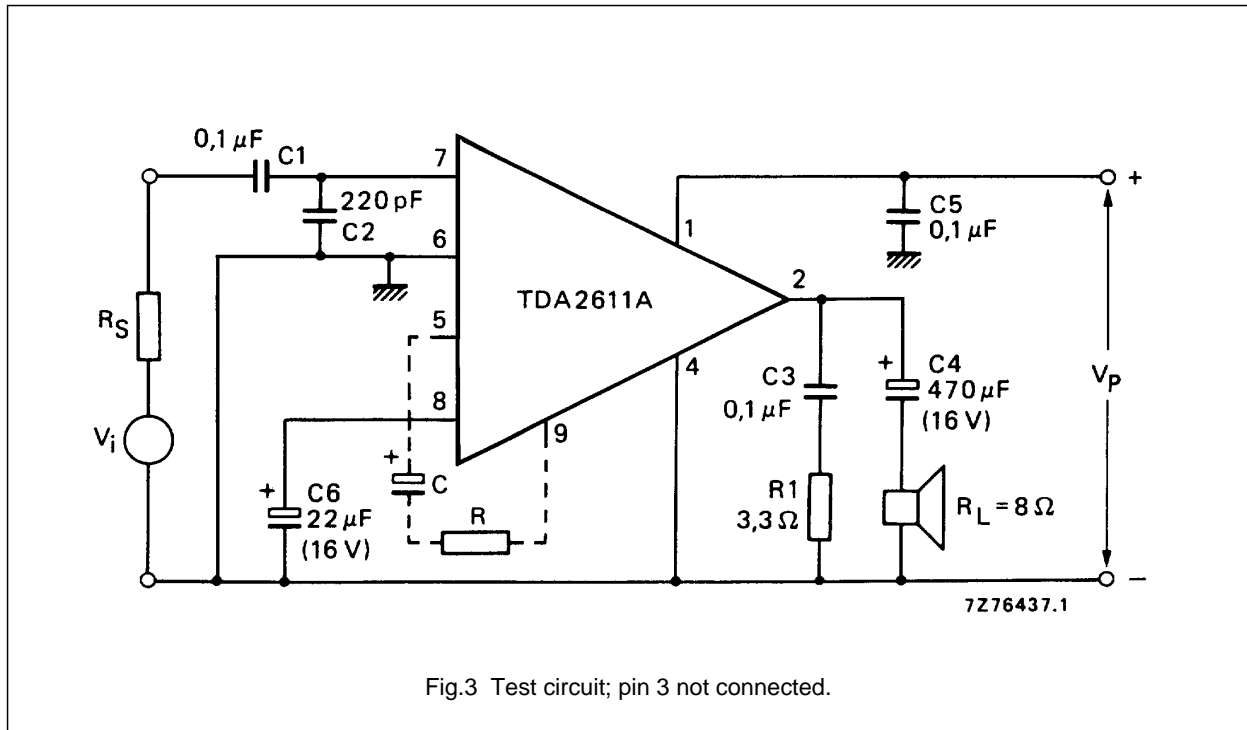 0,1 µF
C1
7
220 pF
C2
6
1
C5
0,1 µF
+
TDA2611A
2
R_S
5
4
C3
0,1 µF
+
C4
470 µF
(16 V)
V_P
8
9
V_i
+
C
+
C6
22 µF
(16 V)
R
R1
3,3 Ω
R_L = 8 Ω
−
7Z76437.1
Fig.3 Test circuit; pin 3 not connected.